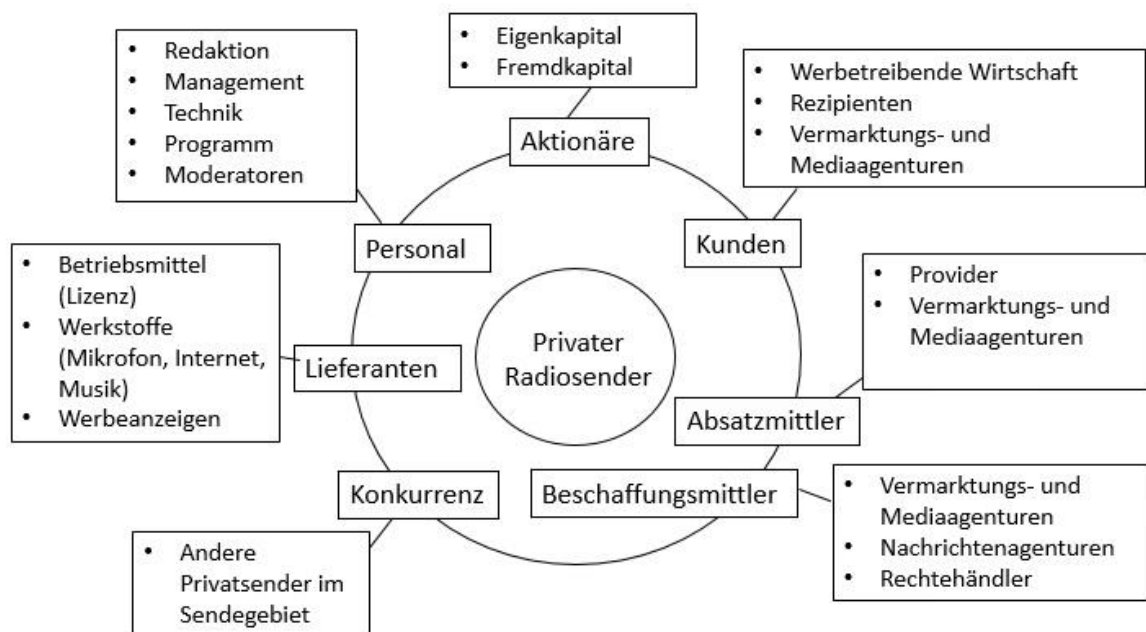 • Eigenkapital
• Fremdkapital
Aktionäre
• Redaktion
• Management
• Technik
• Programm
• Moderatoren
Personal
• Werbetreibende Wirtschaft
• Rezipienten
• Vermarktungs- und
Mediaagenturen
Kunden
• Betriebsmittel
(Lizenz)
• Werkstoffe
(Mikrofon, Internet,
Musik)
• Werbeanzeigen
Lieferanten
Privater
Radiosender
• Provider
• Vermarktungs- und
Mediaagenturen
Absatzmittler
Konkurrenz
• Andere
Privatsender im
Sendegebiet
Beschaffungsmittler
• Vermarktungs- und
Mediaagenturen
• Nachrichtenagenturen
• Rechtehändler